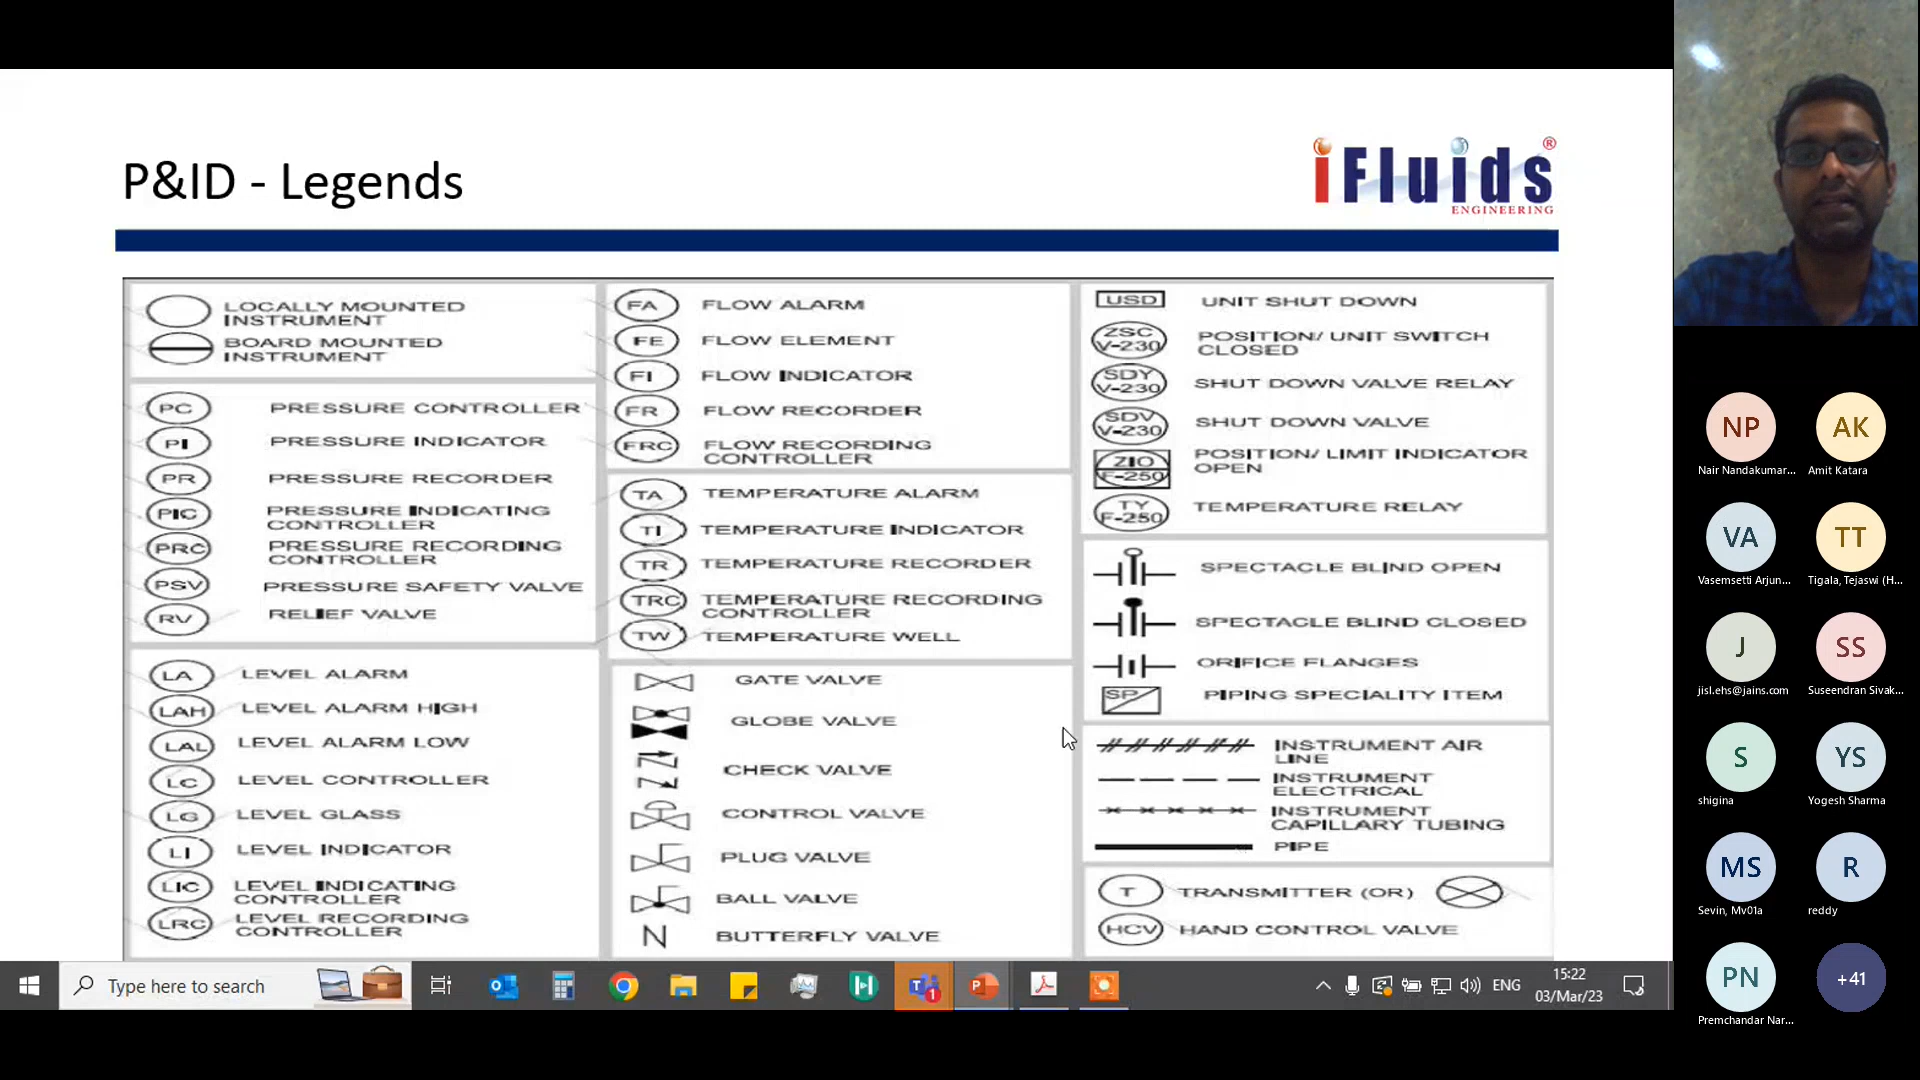 P&ID - Legends
iFluids®
ENGINEERING
LOCALLY MOUNTED
INSTRUMENT
BOARD MOUNTED
INSTRUMENT
PC PRESSURE CONTROLLER
PI PRESSURE INDICATOR
PR PRESSURE RECORDER
PIC PRESSURE INDICATING
CONTROLLER
PRC PRESSURE RECORDING
CONTROLLER
PSV PRESSURE SAFETY VALVE
RV RELIEF VALVE
LA LEVEL ALARM
LAH LEVEL ALARM HIGH
LAL LEVEL ALARM LOW
LC LEVEL CONTROLLER
LG LEVEL GLASS
LI LEVEL INDICATOR
LIC LEVEL INDICATING
CONTROLLER
LRC LEVEL RECORDING
CONTROLLER
FA FLOW ALARM
FE FLOW ELEMENT
FI FLOW INDICATOR
FR FLOW RECORDER
FRC FLOW RECORDING
CONTROLLER
TA TEMPERATURE ALARM
TI TEMPERATURE INDICATOR
TR TEMPERATURE RECORDER
TRC TEMPERATURE RECORDING
CONTROLLER
TW TEMPERATURE WELL
GATE VALVE
GLOBE VALVE
CHECK VALVE
CONTROL VALVE
PLUG VALVE
BALL VALVE
BUTTERFLY VALVE
USD UNIT SHUT DOWN
ZSC
V-230
POSITION/ UNIT SWITCH
CLOSED
SDY
V-230
SHUT DOWN VALVE RELAY
SDV
V-230
SHUT DOWN VALVE
ZIO
F-250
POSITION/ LIMIT INDICATOR
OPEN
TY
F-250
TEMPERATURE RELAY
SPECTACLE BLIND OPEN
SPECTACLE BLIND CLOSED
ORIFICE FLANGES
SP PIPING SPECIALITY ITEM
INSTRUMENT AIR
LINE
INSTRUMENT
ELECTRICAL
INSTRUMENT
CAPILLARY TUBING
PIPE
T TRANSMITTER (OR)
HCV HAND CONTROL VALVE
Type here to search
1
ENG
15:22
03/Mar/23
NP
Nair Nandakumar...
AK
Amit Katara
VA
Vasemsetti Arjun...
TT
Tigala, Tejaswi (H...
J
jisl.ehs@jains.com
SS
Suseendran Sivak...
S
shigina
YS
Yogesh Sharma
MS
Sevin, Mv01a
R
reddy
PN
Premchandar Nar...
+41